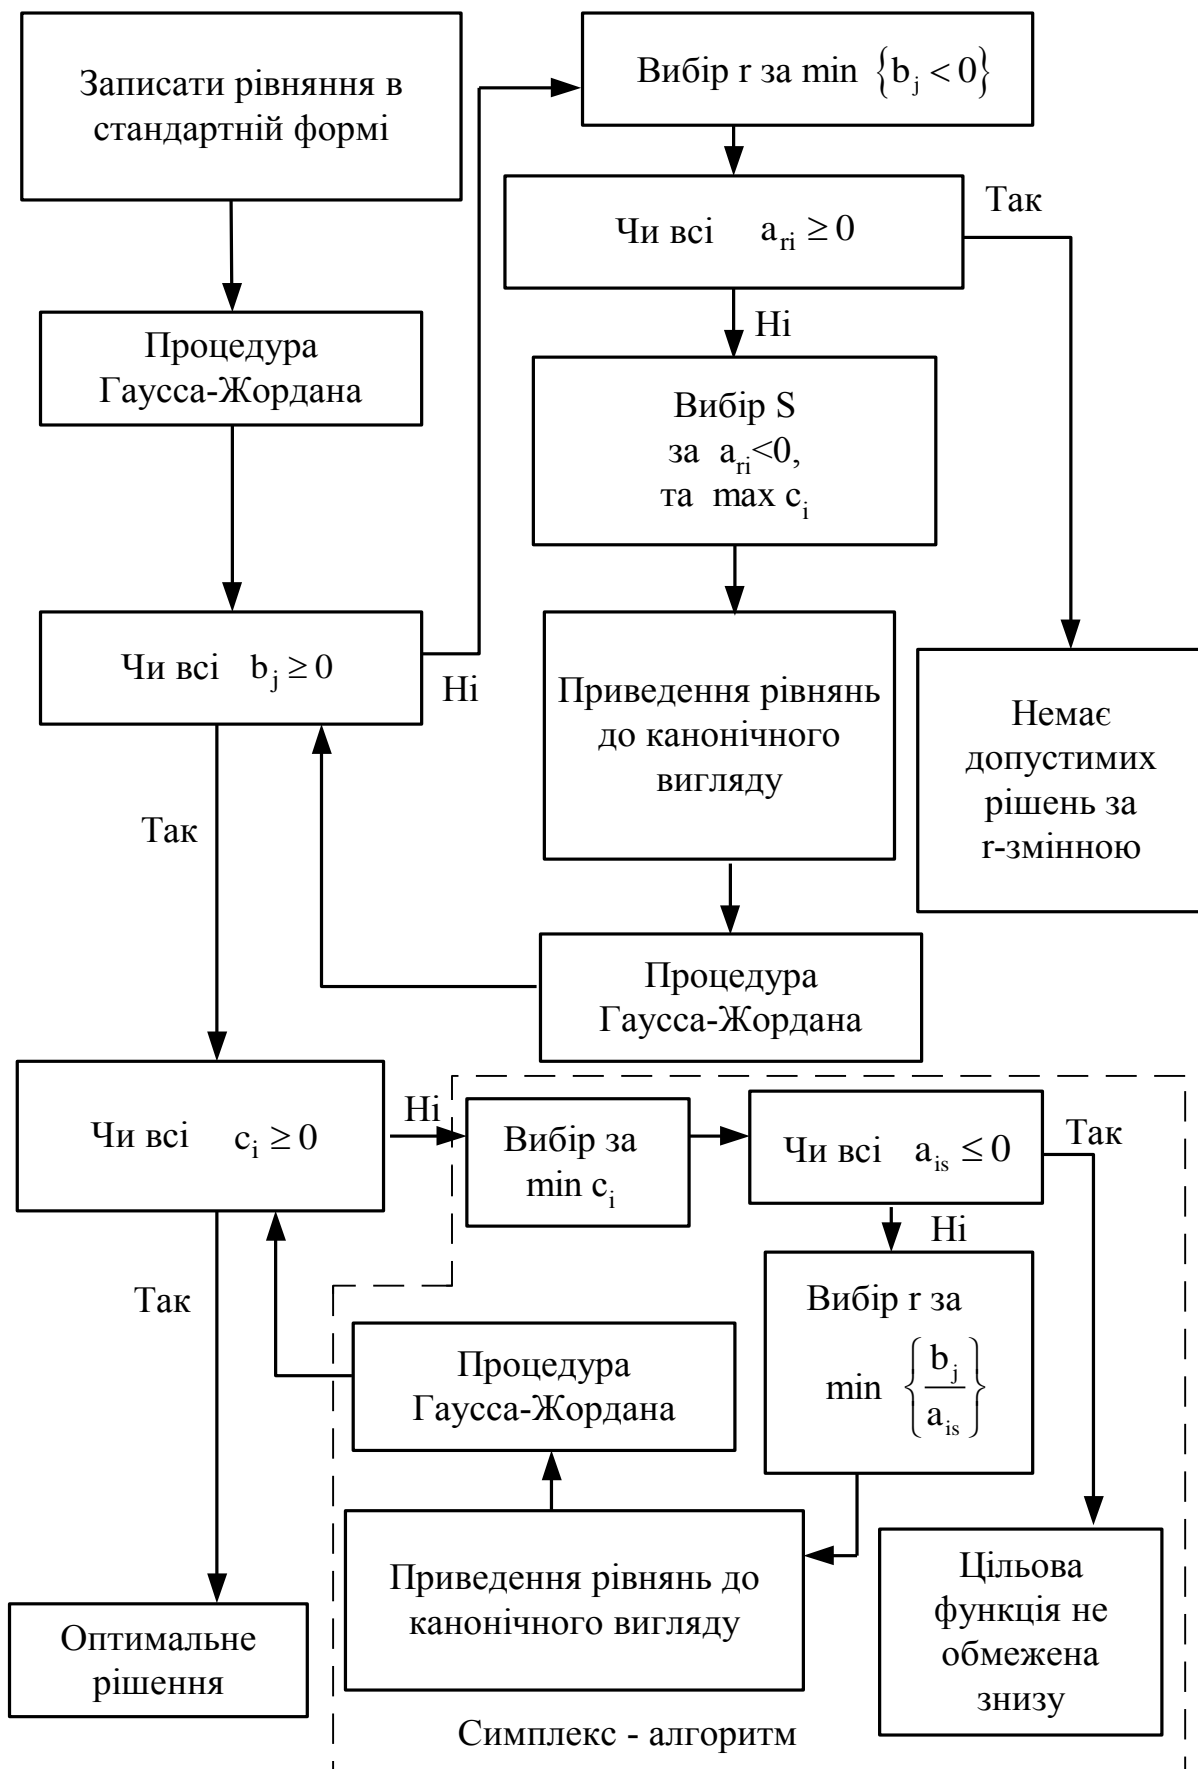 Записати рівняння в
стандартній формі
Процедура
Гаусса-Жордана
Чи всі b_j ≥ 0
Ні
Так
Вибір r за min {b_j < 0}
Чи всі a_ri ≥ 0
Так
Ні
Вибір S
за a_ri<0,
та max c_i
Приведення рівнянь
до канонічного
вигляду
Процедура
Гаусса-Жордана
Немає
допустимих
рішень за
r-змінною
Чи всі c_i ≥ 0
Ні
Так
Вибір за
min c_i
Чи всі a_is ≤ 0
Так
Ні
Вибір r за
min {b_j / a_is}
Процедура
Гаусса-Жордана
Приведення рівнянь до
канонічного вигляду
Цільова
функція не
обмежена
знизу
Оптимальне
рішення
Симплекс - алгоритм